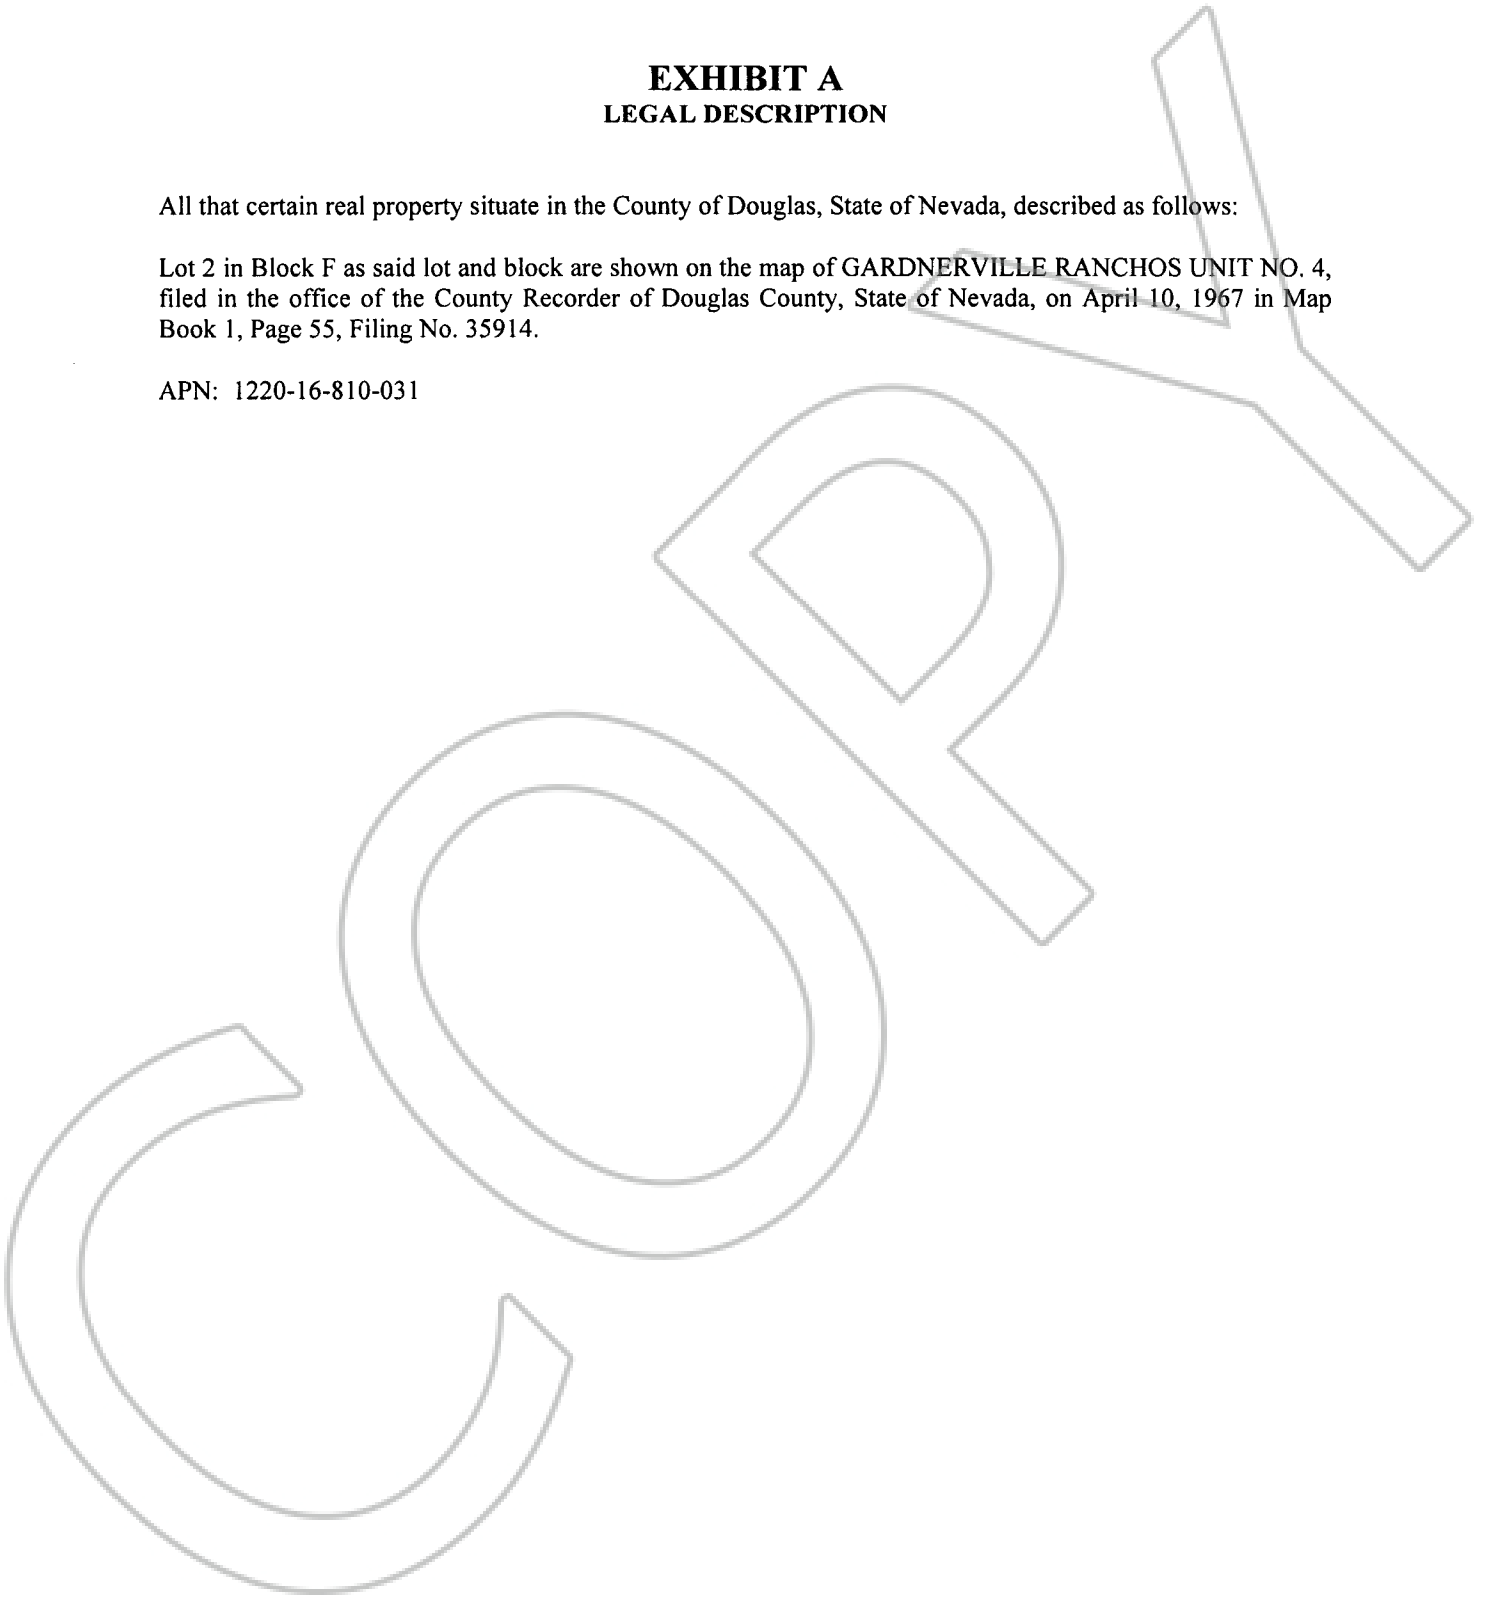 EXHIBIT A
LEGAL DESCRIPTION
All that certain real property situate in the County of Douglas, State of Nevada, described as follows:
Lot 2 in Block F as said lot and block are shown on the map of GARDNERVILLE RANCHOS UNIT NO. 4,
filed in the office of the County Recorder of Douglas County, State of Nevada, on April 10, 1967 in Map
Book 1, Page 55, Filing No. 35914.
APN: 1220-16-810-031
COPY